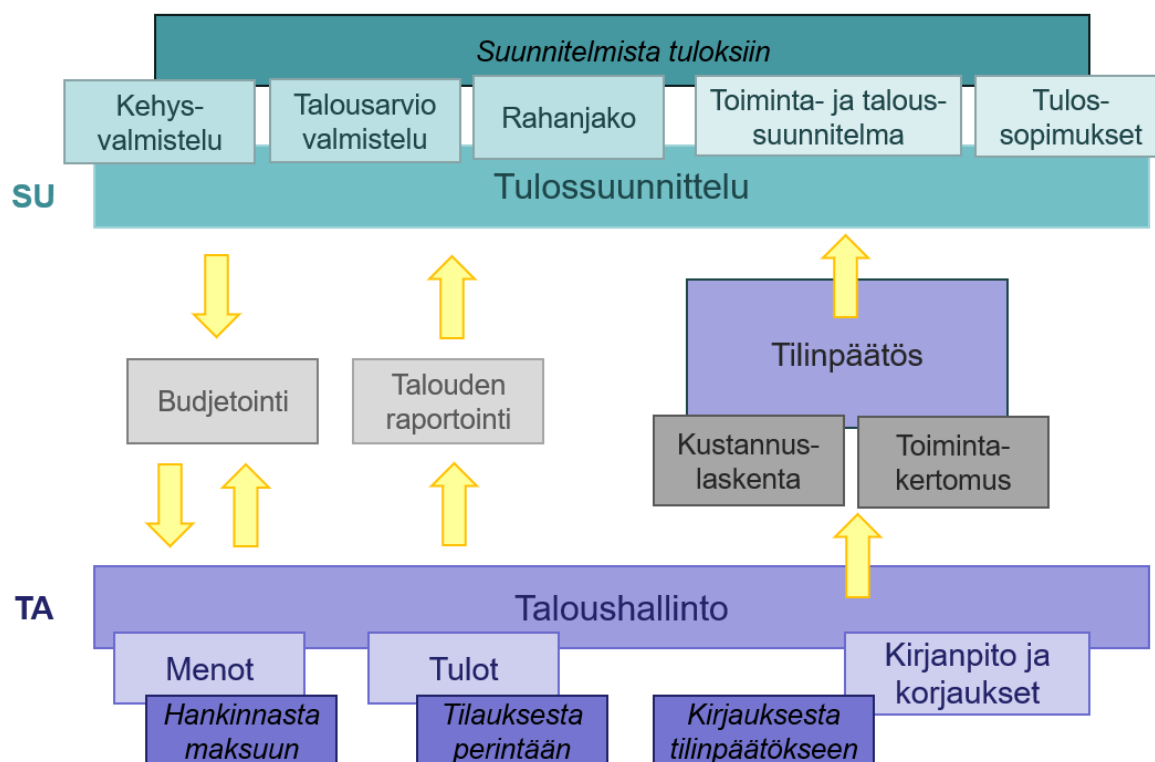 Suunnitelmista tuloksiin
Kehys-
valmistelu
Talousarvio
valmistelu
Rahanjako
Toiminta- ja talous-
suunnitelma
Tulos-
sopimukset
SU
Tulossuunnittelu
Budjetointi
Talouden
raportointi
Tilinpäätös
Kustannus-
laskenta
Toiminta-
kertomus
TA
Taloushallinto
Menot
Tulot
Kirjanpito ja
korjaukset
Hankinnasta
maksuun
Tilauksesta
perintään
Kirjauksesta
tilinpäätökseen